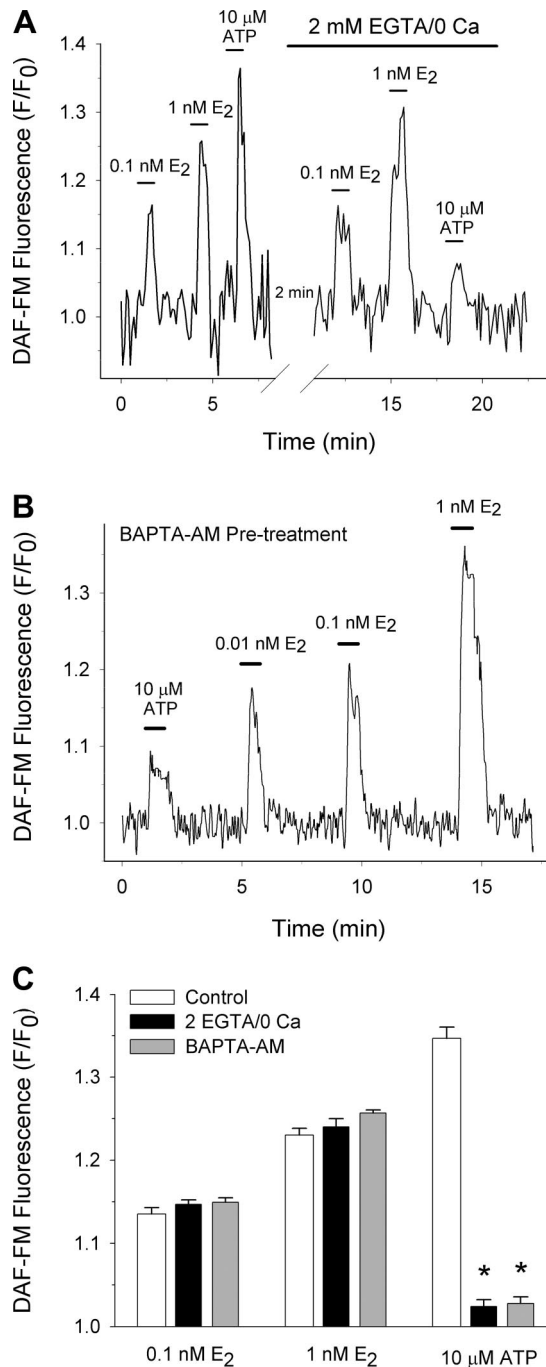 A
DAF-FM Fluorescence (F/F0)
1.4
1.3
1.2
1.1
1.0
0.1 nM E2
1 nM E2
10 μM
ATP
2 mM EGTA/0 Ca
2 min
0.1 nM E2
1 nM E2
10 μM
ATP
0 5 15 20
Time (min)
B
DAF-FM Fluorescence (F/F0)
BAPTA-AM Pre-treatment
1.3
1.2
1.1
1.0
10 μM
ATP
0.01 nM E2
0.1 nM E2
1 nM E2
0 5 10 15
Time (min)
C
DAF-FM Fluorescence (F/F0)
1.4
1.3
1.2
1.1
1.0
Control
2 EGTA/0 Ca
BAPTA-AM
* *
0.1 nM E2 1 nM E2 10 μM ATP